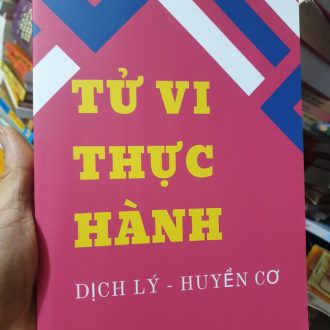 TỬ VI
THỰC
HÀNH
DỊCH LÝ - HUYỀN CƠ